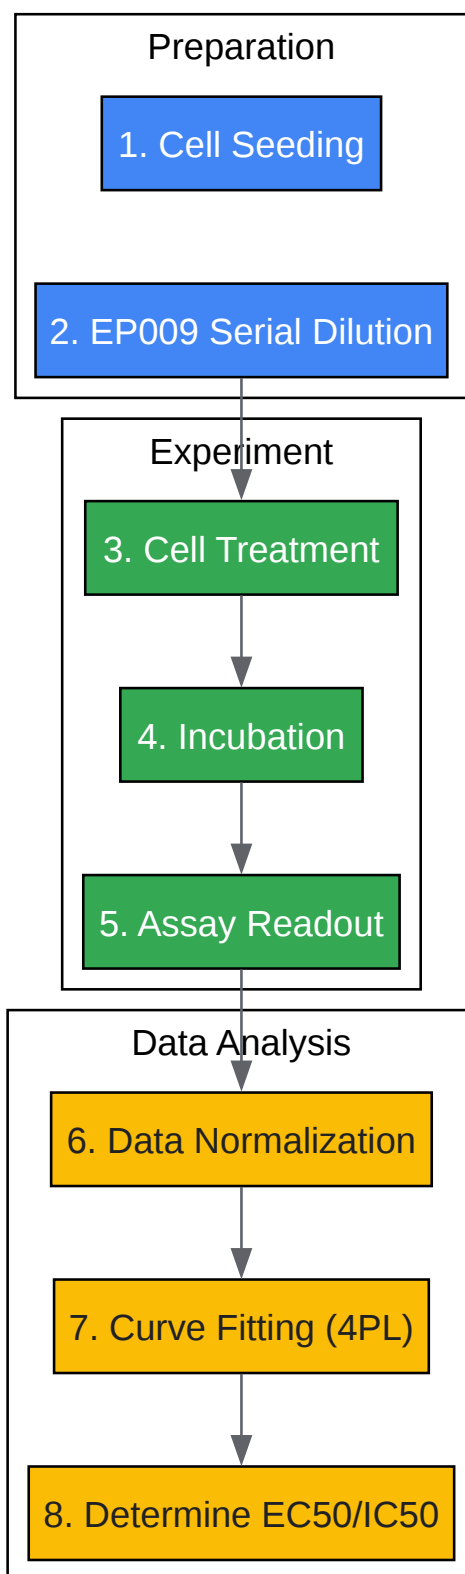 Preparation
1. Cell Seeding
2. EP009 Serial Dilution
Experiment
3. Cell Treatment
4. Incubation
5. Assay Readout
Data Analysis
6. Data Normalization
7. Curve Fitting (4PL)
8. Determine EC50/IC50